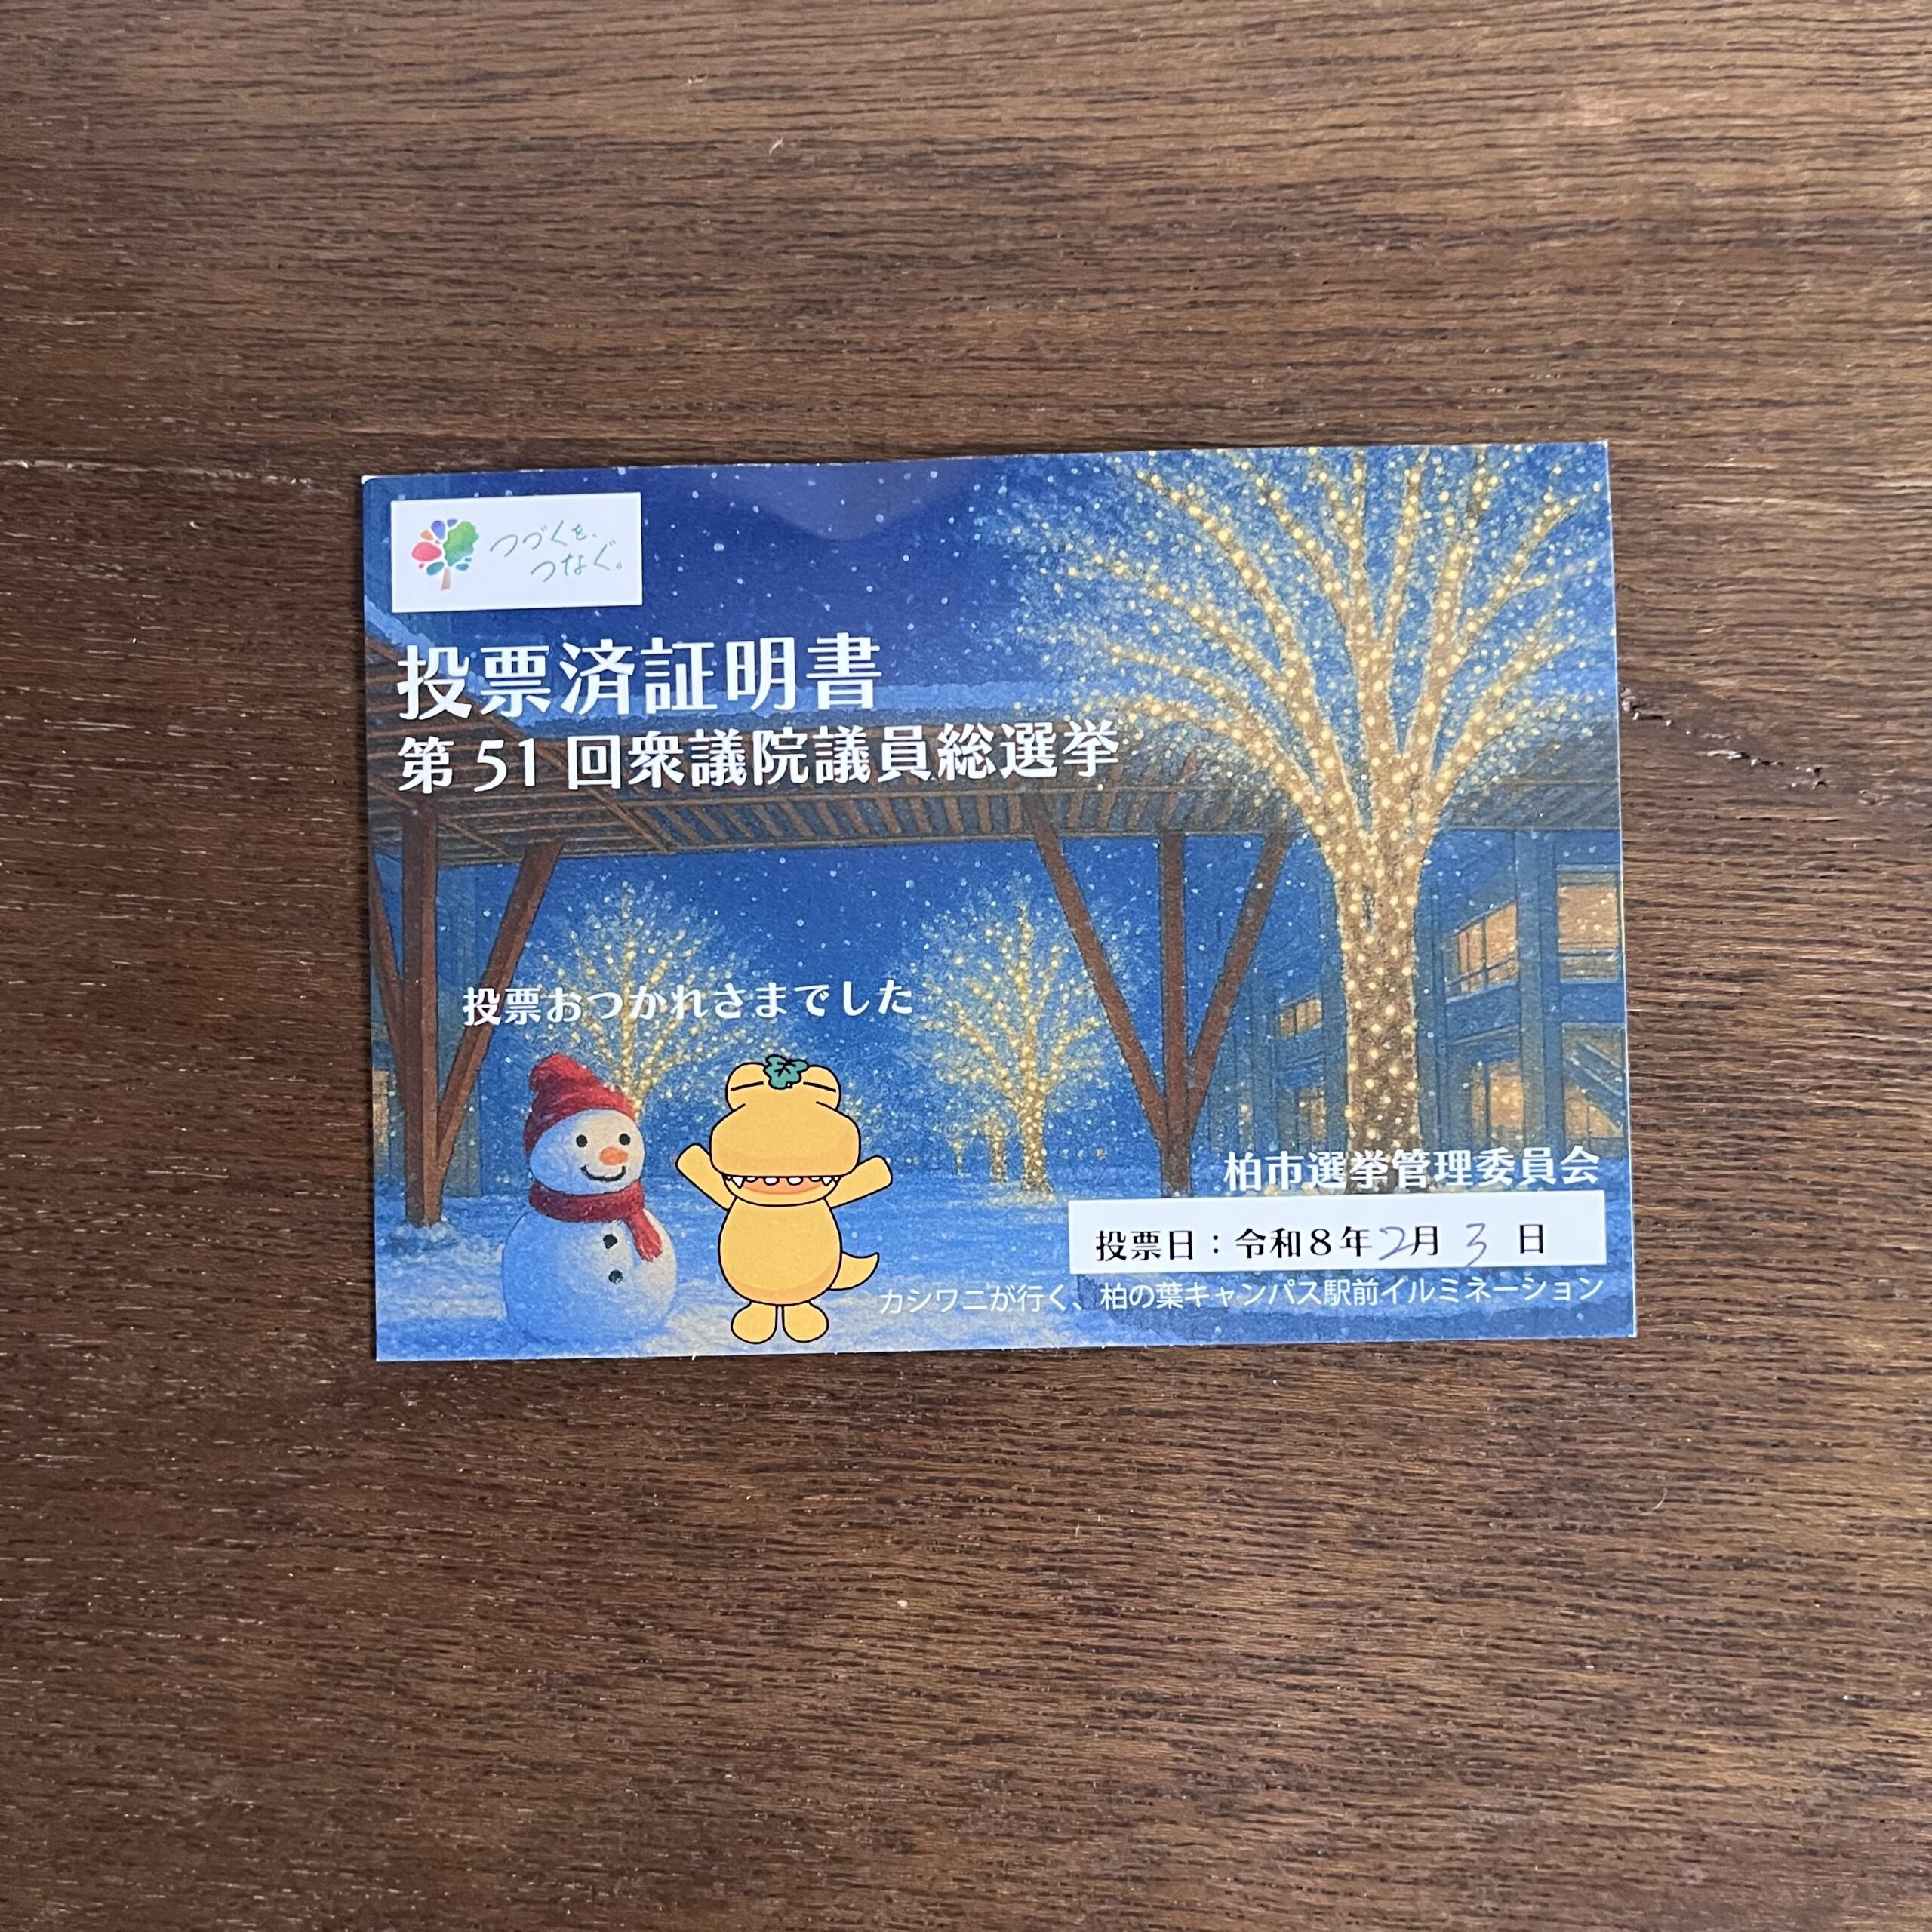 つづくを、
つなぐ。
投票済証明書
第51回衆議院議員総選挙
投票おつかれさまでした
柏市選挙管理委員会
投票日：令和8年2月3日
カシワニが行く、柏の葉キャンパス駅前イルミネーション